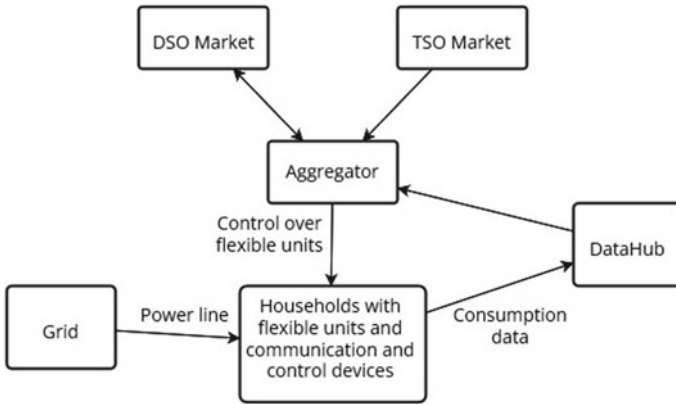 DSO Market
TSO Market
Aggregator
Control over
flexible units
DataHub
Grid
Power line
Households with
flexible units and
communication and
control devices
Consumption
data